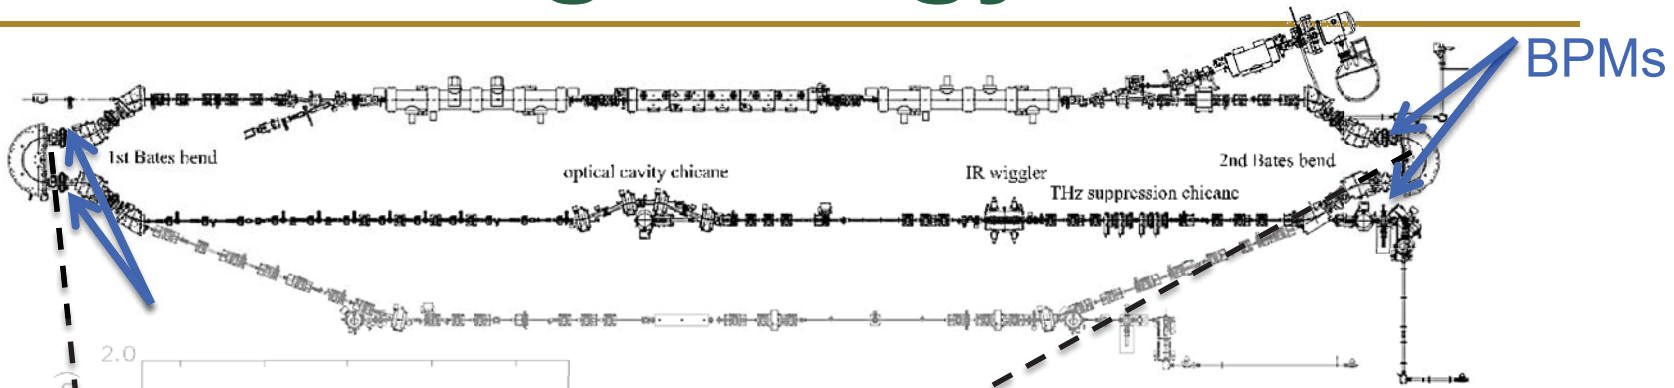 BPMs
1st Bates bend
2nd Bates bend
optical cavity chicane
IR wiggler
THz suppression chicane
2.0